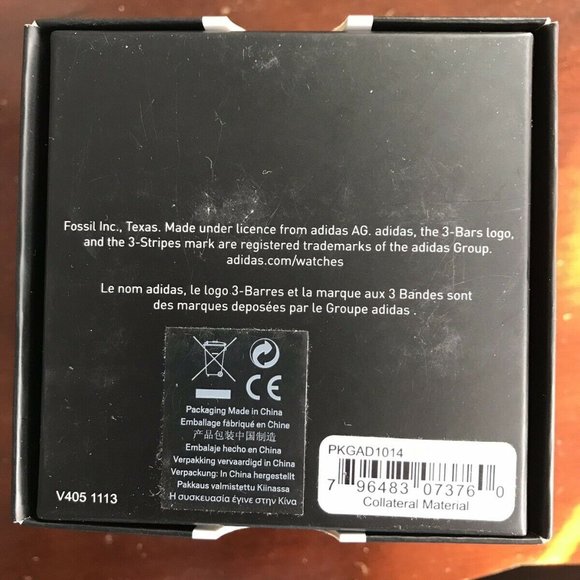 Fossil Inc., Texas. Made under licence from adidas AG. adidas, the 3-Bars logo,
and the 3-Stripes mark are registered trademarks of the adidas Group.
adidas.com/watches
Le nom adidas, le logo 3-Barres et la marque aux 3 Bandes sont
des marques deposées par le Groupe adidas .
CE
Packaging Made in China
Emballage fábriqué en Chine
产品包装中国制造
Embalaje hecho en China
Verpakking vervaardigd in China
Verpackung: In China hergestellt
Pakkaus valmistettu Kiinassa
Η συσκευασία έγινε στην Κίνα
V405 1113
PKGAD1014
7 96483 07376 0
Collateral Material